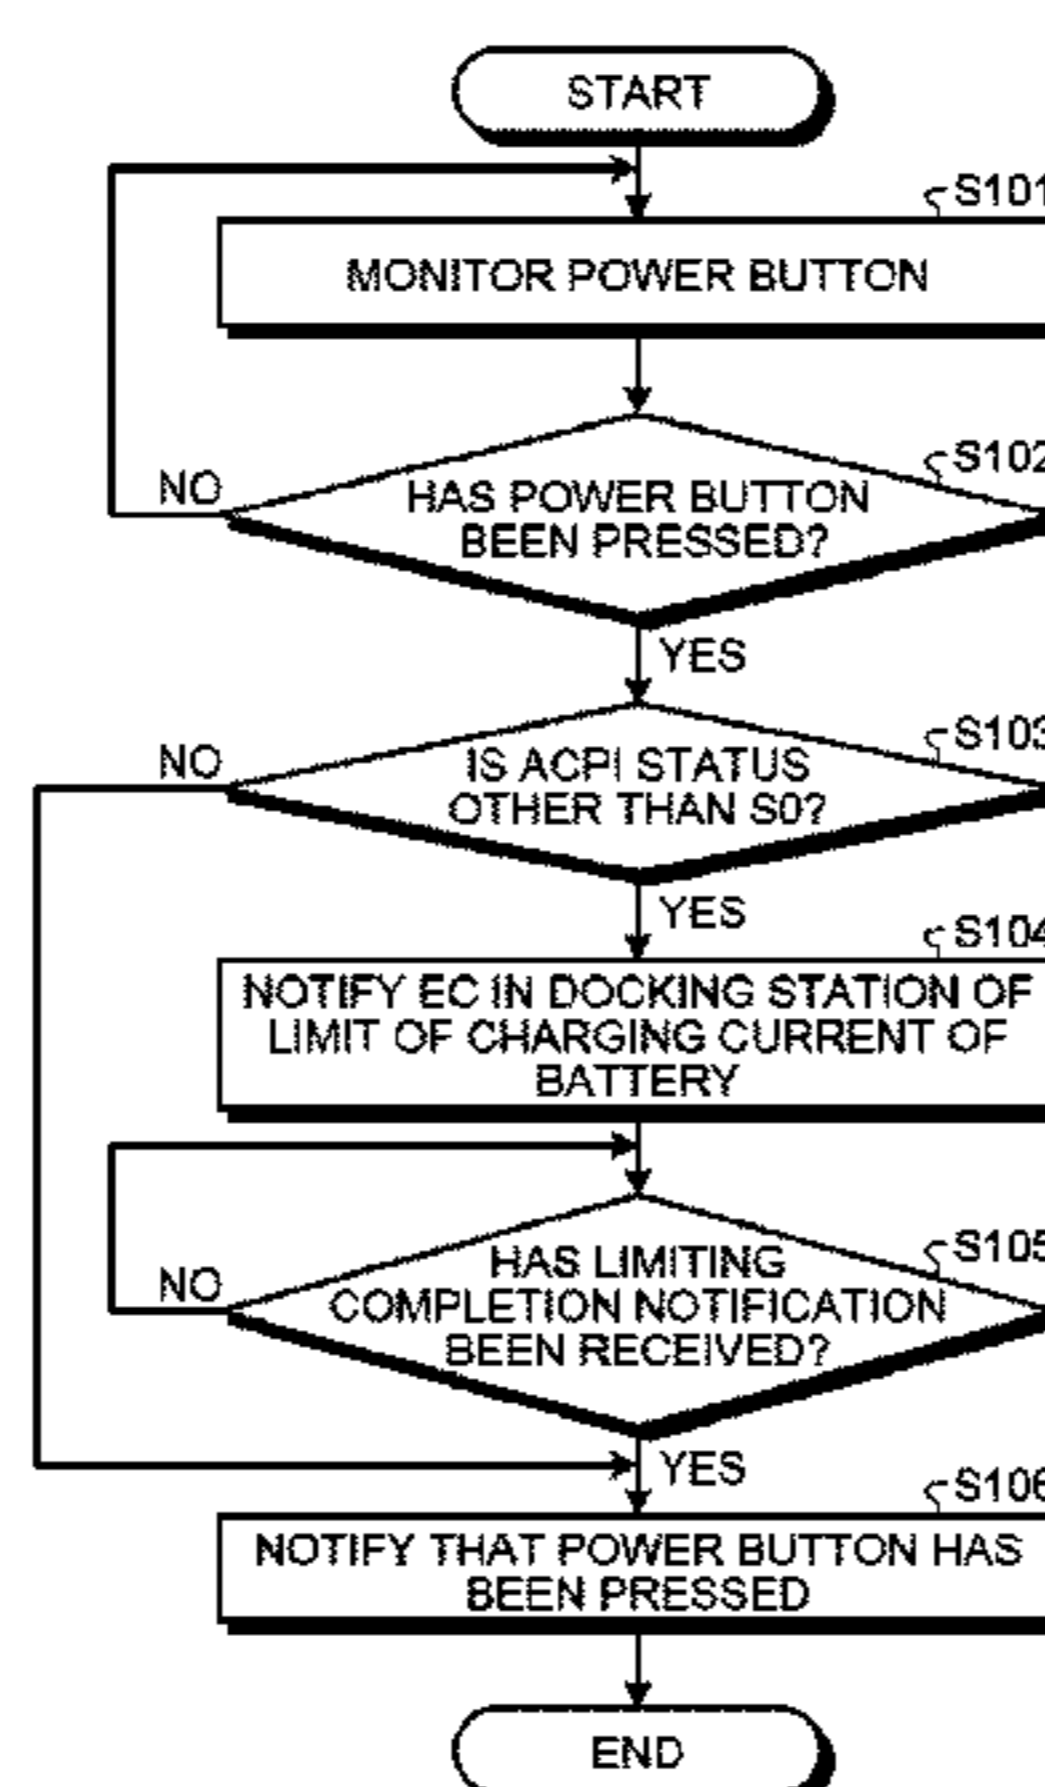 START
S101
MONITOR POWER BUTTON
S102
NO
HAS POWER BUTTON
BEEN PRESSED?
YES
S103
NO
IS ACPI STATUS
OTHER THAN S0?
YES
S104
NOTIFY EC IN DOCKING STATION OF
LIMIT OF CHARGING CURRENT OF
BATTERY
S105
NO
HAS LIMITING
COMPLETION NOTIFICATION
BEEN RECEIVED?
YES
S106
NOTIFY THAT POWER BUTTON HAS
BEEN PRESSED
END